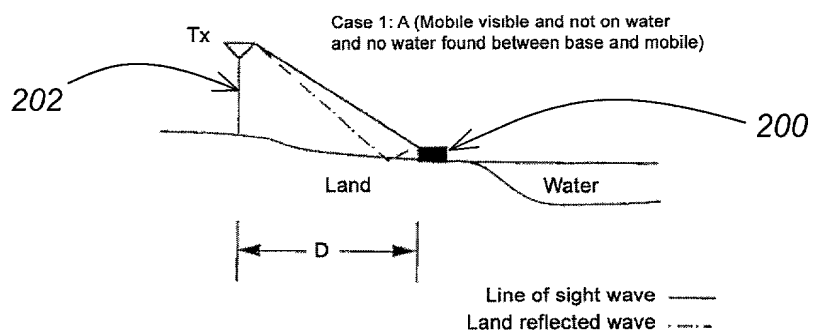 Case 1: A (Mobile visible and not on water
and no water found between base and mobile)
Tx
202
200
Land
Water
D
Line of sight wave
Land reflected wave